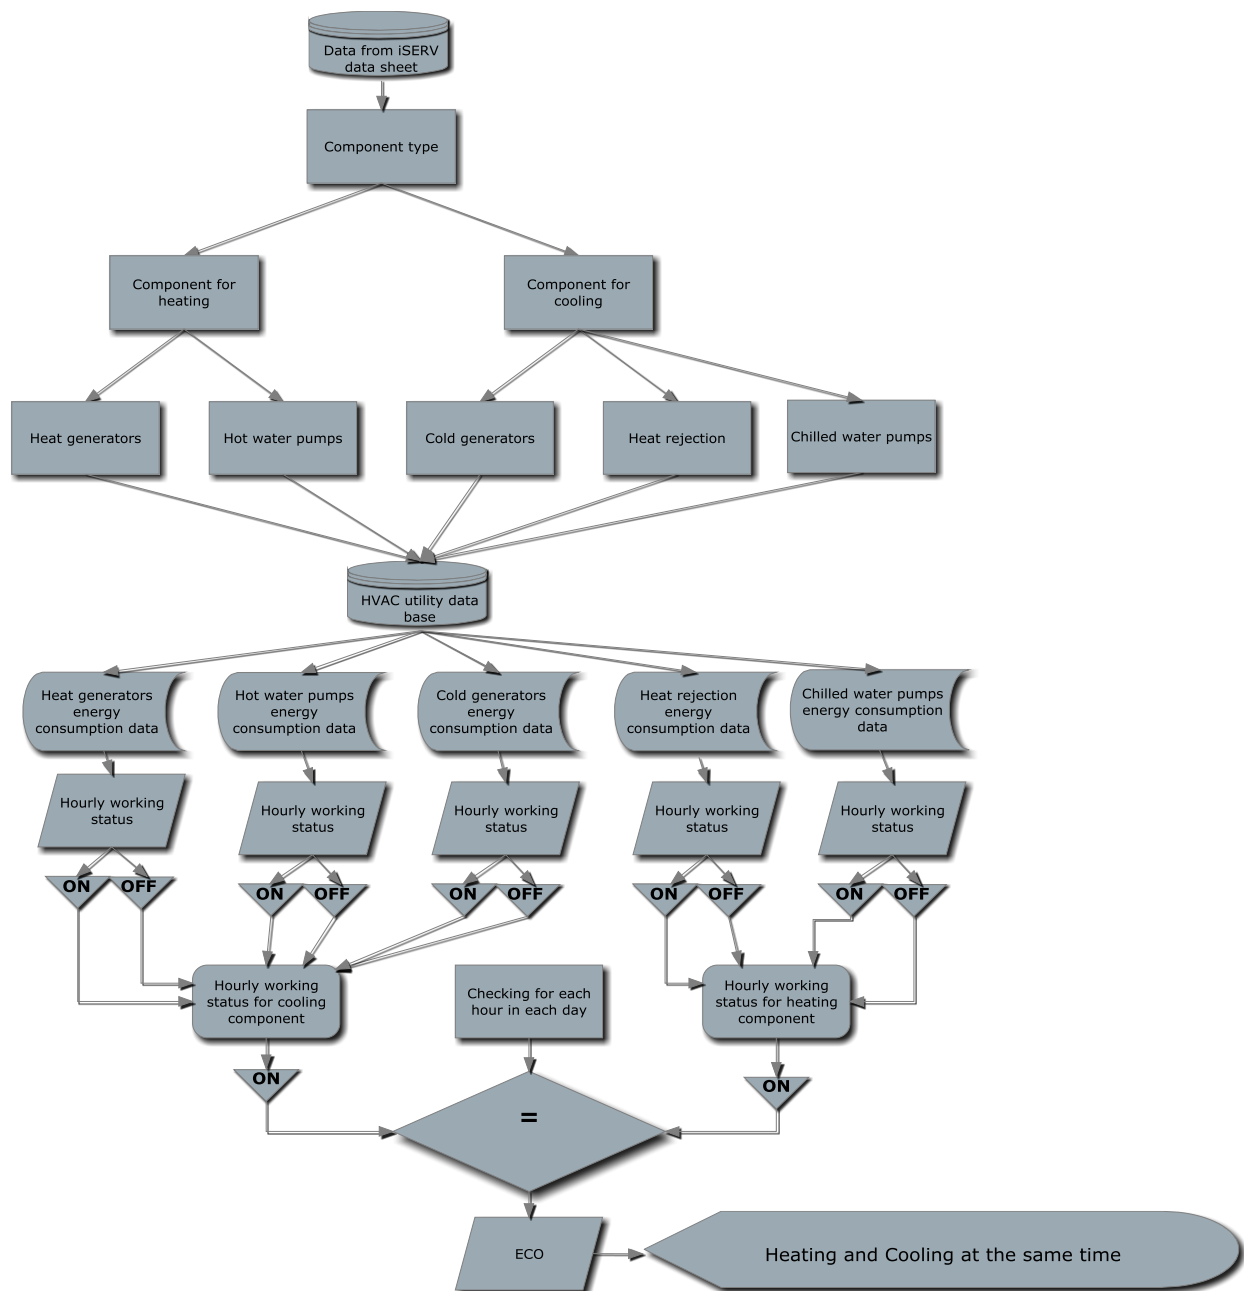 Data from iSERV
data sheet
Component type
Component for
heating
Component for
cooling
Heat generators
Hot water pumps
Cold generators
Heat rejection
Chilled water pumps
HVAC utility data
base
Heat generators
energy
consumption data
Hot water pumps
energy
consumption data
Cold generators
energy
consumption data
Heat rejection
energy
consumption data
Chilled water pumps
energy consumption
data
Hourly working
status
Hourly working
status
Hourly working
status
Hourly working
status
Hourly working
status
ON
OFF
ON
OFF
ON
OFF
ON
OFF
ON
OFF
Hourly working
status for cooling
component
Checking for each
hour in each day
Hourly working
status for heating
component
ON
ON
=
ECO
Heating and Cooling at the same time